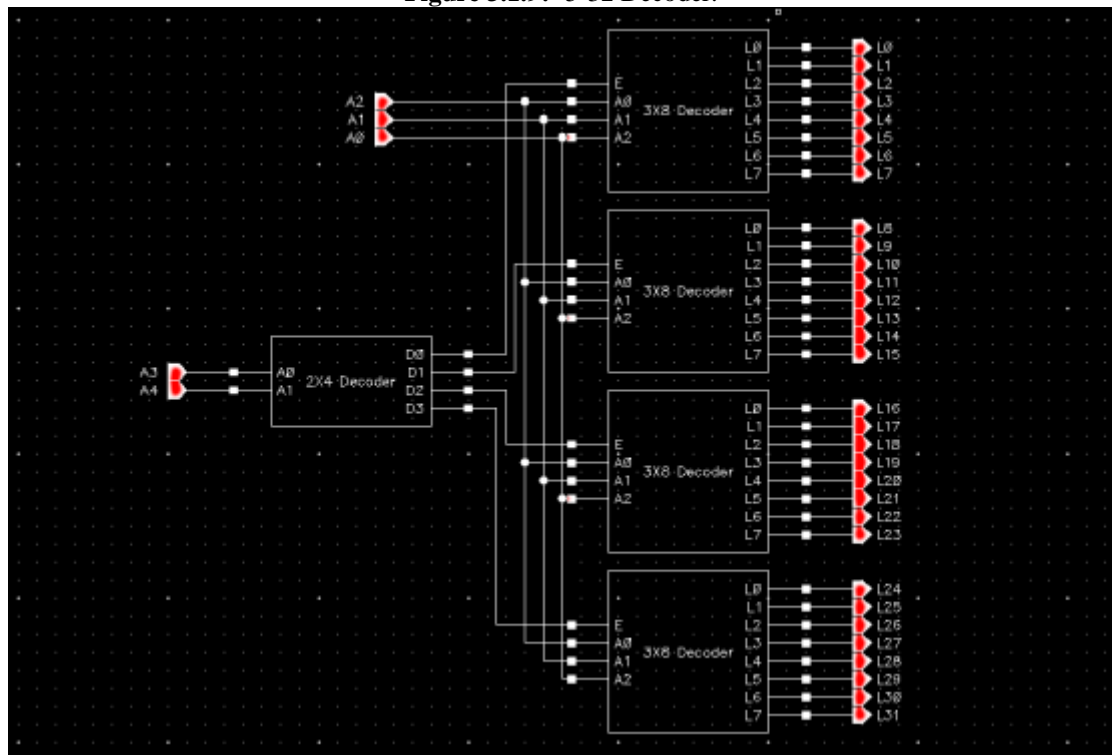 Decoder.
A2
A1
A0
E
A0
A1
A2
3X8 Decoder
L0
L1
L2
L3
L4
L5
L6
L7
L0
L1
L2
L3
L4
L5
L6
L7
E
A0
A1
A2
3X8 Decoder
L0
L1
L2
L3
L4
L5
L6
L7
L8
L9
L10
L11
L12
L13
L14
L15
A3
A4
A0
A1
2X4 Decoder
D0
D1
D2
D3
E
A0
A1
A2
3X8 Decoder
L0
L1
L2
L3
L4
L5
L6
L7
L16
L17
L18
L19
L20
L21
L22
L23
E
A0
A1
A2
3X8 Decoder
L0
L1
L2
L3
L4
L5
L6
L7
L24
L25
L26
L27
L28
L29
L30
L31